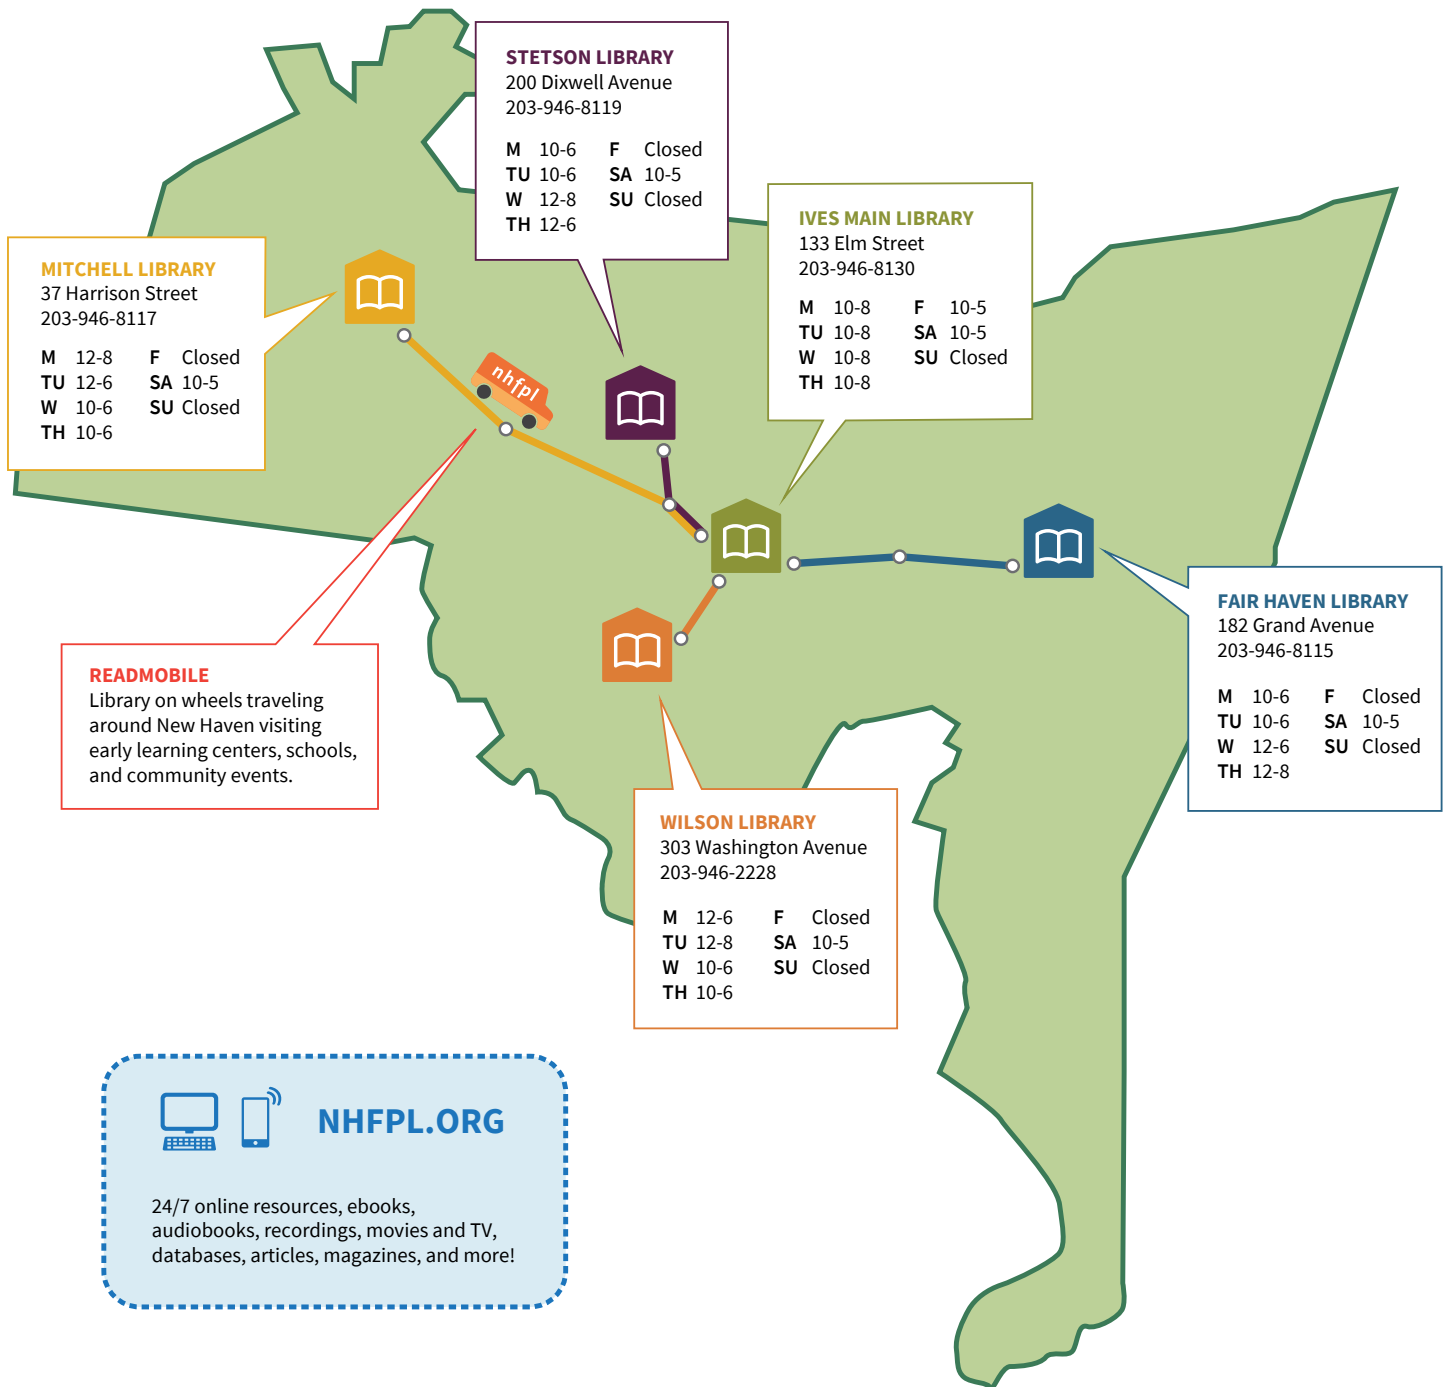 STETSON LIBRARY
200 Dixwell Avenue
203-946-8119
M 10-6 F Closed
TU 10-6 SA 10-5
W 12-8 SU Closed
TH 12-6
IVES MAIN LIBRARY
133 Elm Street
203-946-8130
M 10-8 F 10-5
TU 10-8 SA 10-5
W 10-8 SU Closed
TH 10-8
MITCHELL LIBRARY
37 Harrison Street
203-946-8117
M 12-8 F Closed
TU 12-6 SA 10-5
W 10-6 SU Closed
TH 10-6
nhfpl
FAIR HAVEN LIBRARY
182 Grand Avenue
203-946-8115
M 10-6 F Closed
TU 10-6 SA 10-5
W 12-6 SU Closed
TH 12-8
READMOBILE
Library on wheels traveling
around New Haven visiting
early learning centers, schools,
and community events.
WILSON LIBRARY
303 Washington Avenue
203-946-2228
M 12-6 F Closed
TU 12-8 SA 10-5
W 10-6 SU Closed
TH 10-6
NHFPL.ORG
24/7 online resources, ebooks,
audiobooks, recordings, movies and TV,
databases, articles, magazines, and more!